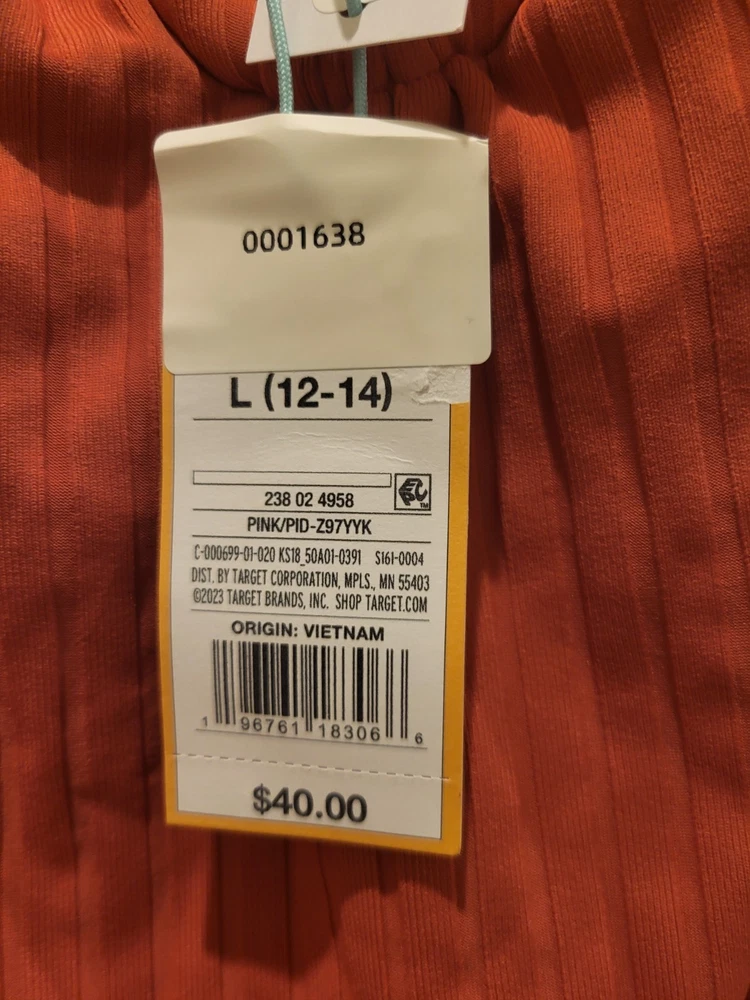 0001638
L (12-14)
EPC
TM
238 02 4958
PINK/PID-Z97YYK
C-000699-01-020 KS18_50A01-0391 S161-0004
DIST. BY TARGET CORPORATION, MPLS., MN 55403
©2023 TARGET BRANDS, INC. SHOP TARGET.COM
ORIGIN: VIETNAM
1 96761 18306 6
$40.00